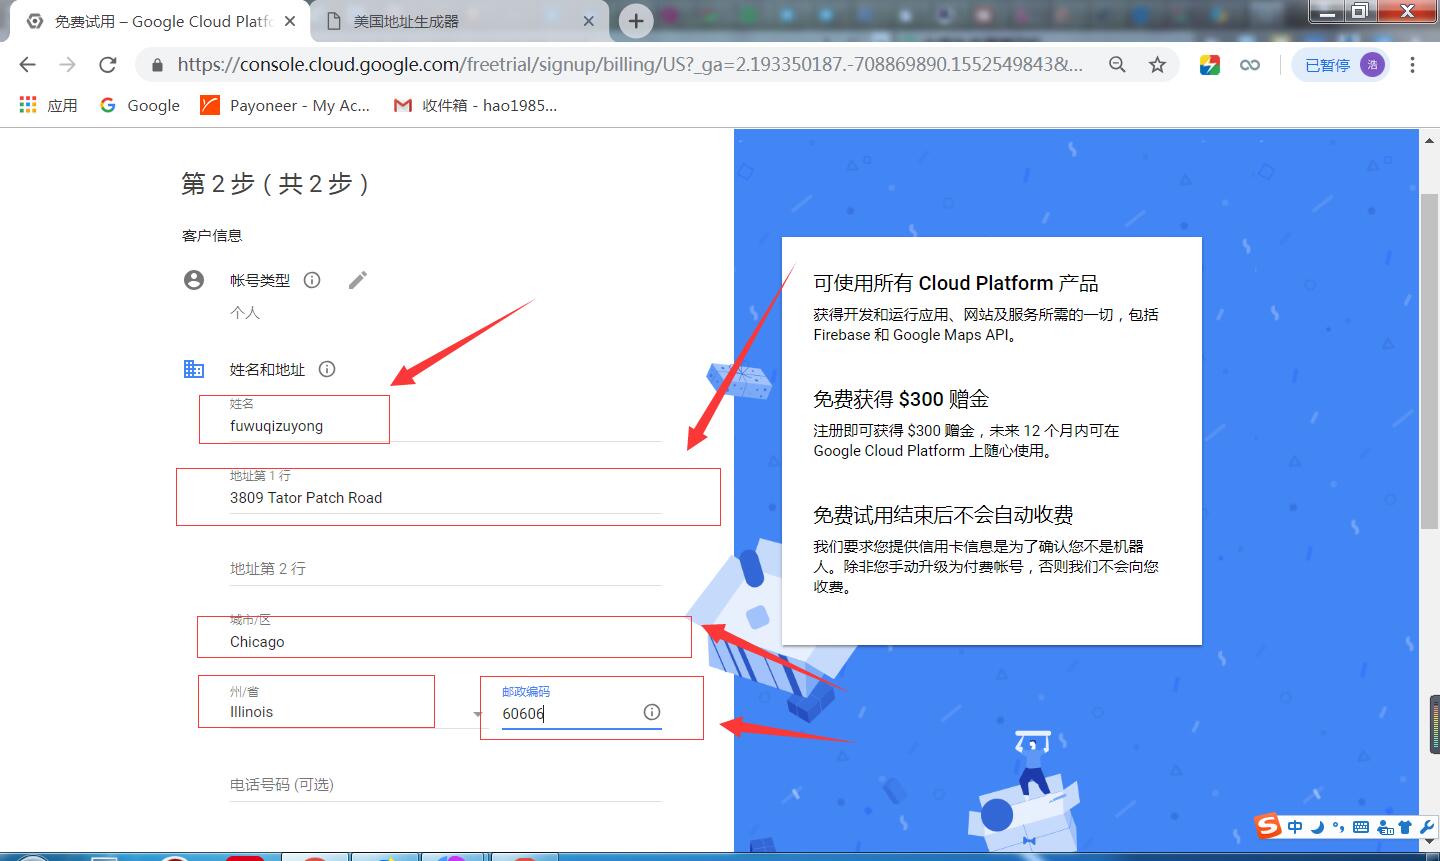 免费试用 – Google Cloud Platf
美国地址生成器
https://console.cloud.google.com/freetrial/signup/billing/US?_ga=2.193350187.-708869890.1552549843&...
已暂停
浩
应用
Google
Payoneer - My Ac...
收件箱 - hao1985...
第 2 步 ( 共 2 步 )
客户信息
帐号类型
个人
姓名和地址
姓名
fuwuqizuyong
地址第 1 行
3809 Tator Patch Road
地址第 2 行
城市/区
Chicago
州/省
Illinois
邮政编码
60606
电话号码 (可选)
可使用所有 Cloud Platform 产品
获得开发和运行应用、网站及服务所需的一切，包括
Firebase 和 Google Maps API。
免费获得 $300 赠金
注册即可获得 $300 赠金，未来 12 个月内可在
Google Cloud Platform 上随心使用。
免费试用结束后不会自动收费
我们要求您提供信用卡信息是为了确认您不是机器
人。除非您手动升级为付费帐号，否则我们不会向您
收费。
S 中